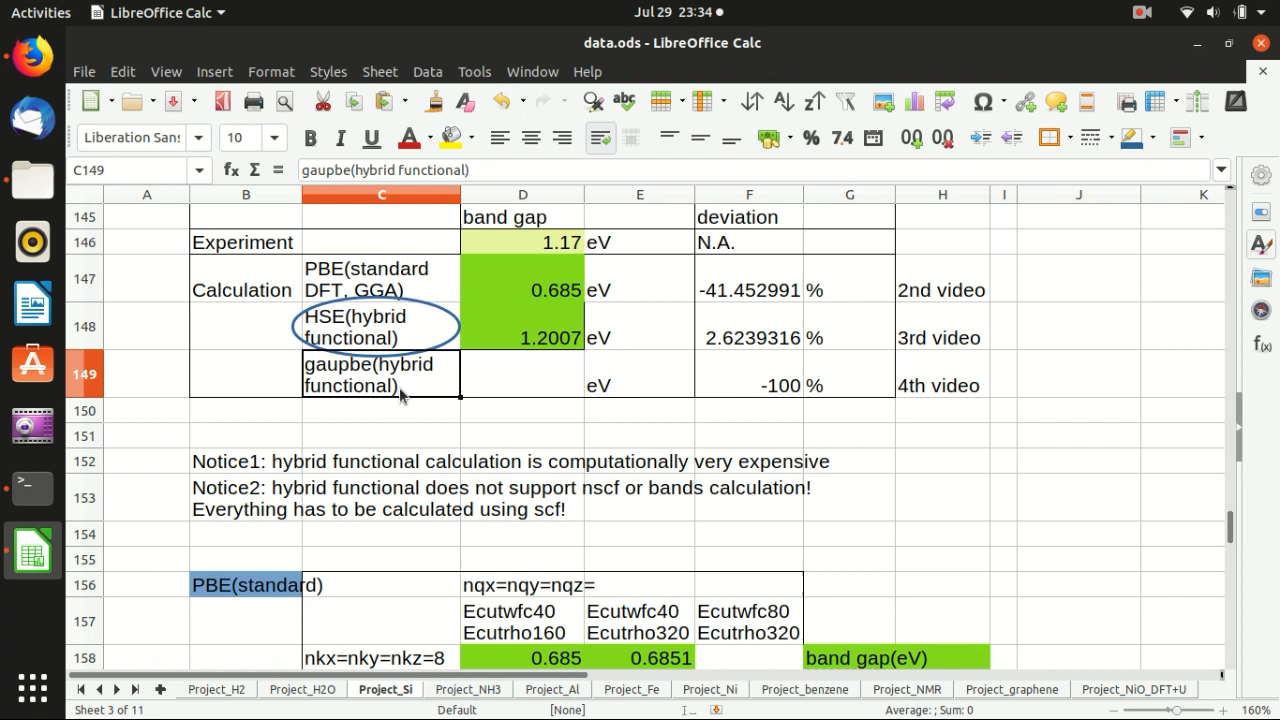 Activities LibreOffice Calc Jul 29 23:34
data.ods - LibreOffice Calc
File Edit View Insert Format Styles Sheet Data Tools Window Help
Liberation Sans 10
C149 gaupbe(hybrid functional)
A B C D E F G H I J K
145 band gap deviation
146 Experiment 1.17 eV N.A.
147 Calculation PBE(standard
DFT, GGA) 0.685 eV -41.452991 % 2nd video
148 HSE(hybrid
functional) 1.2007 eV 2.6239316 % 3rd video
149 gaupbe(hybrid
functional) eV -100 % 4th video
150
151
152 Notice1: hybrid functional calculation is computationally very expensive
153 Notice2: hybrid functional does not support nscf or bands calculation!
Everything has to be calculated using scf!
154
155
156 PBE(standard) nqx=nqy=nqz=
157 Ecutwfc40 Ecutwfc40 Ecutwfc80
Ecutrho160 Ecutrho320 Ecutrho320
158 nkx=nky=nkz=8 0.685 0.6851 band gap(eV)
Project_H2 Project_H2O Project_Si Project_NH3 Project_Al Project_Fe Project_Ni Project_benzene Project_NMR Project_graphene Project_NiO_DFT+U
Sheet 3 of 11 Default [None] Average: ; Sum: 0 160%